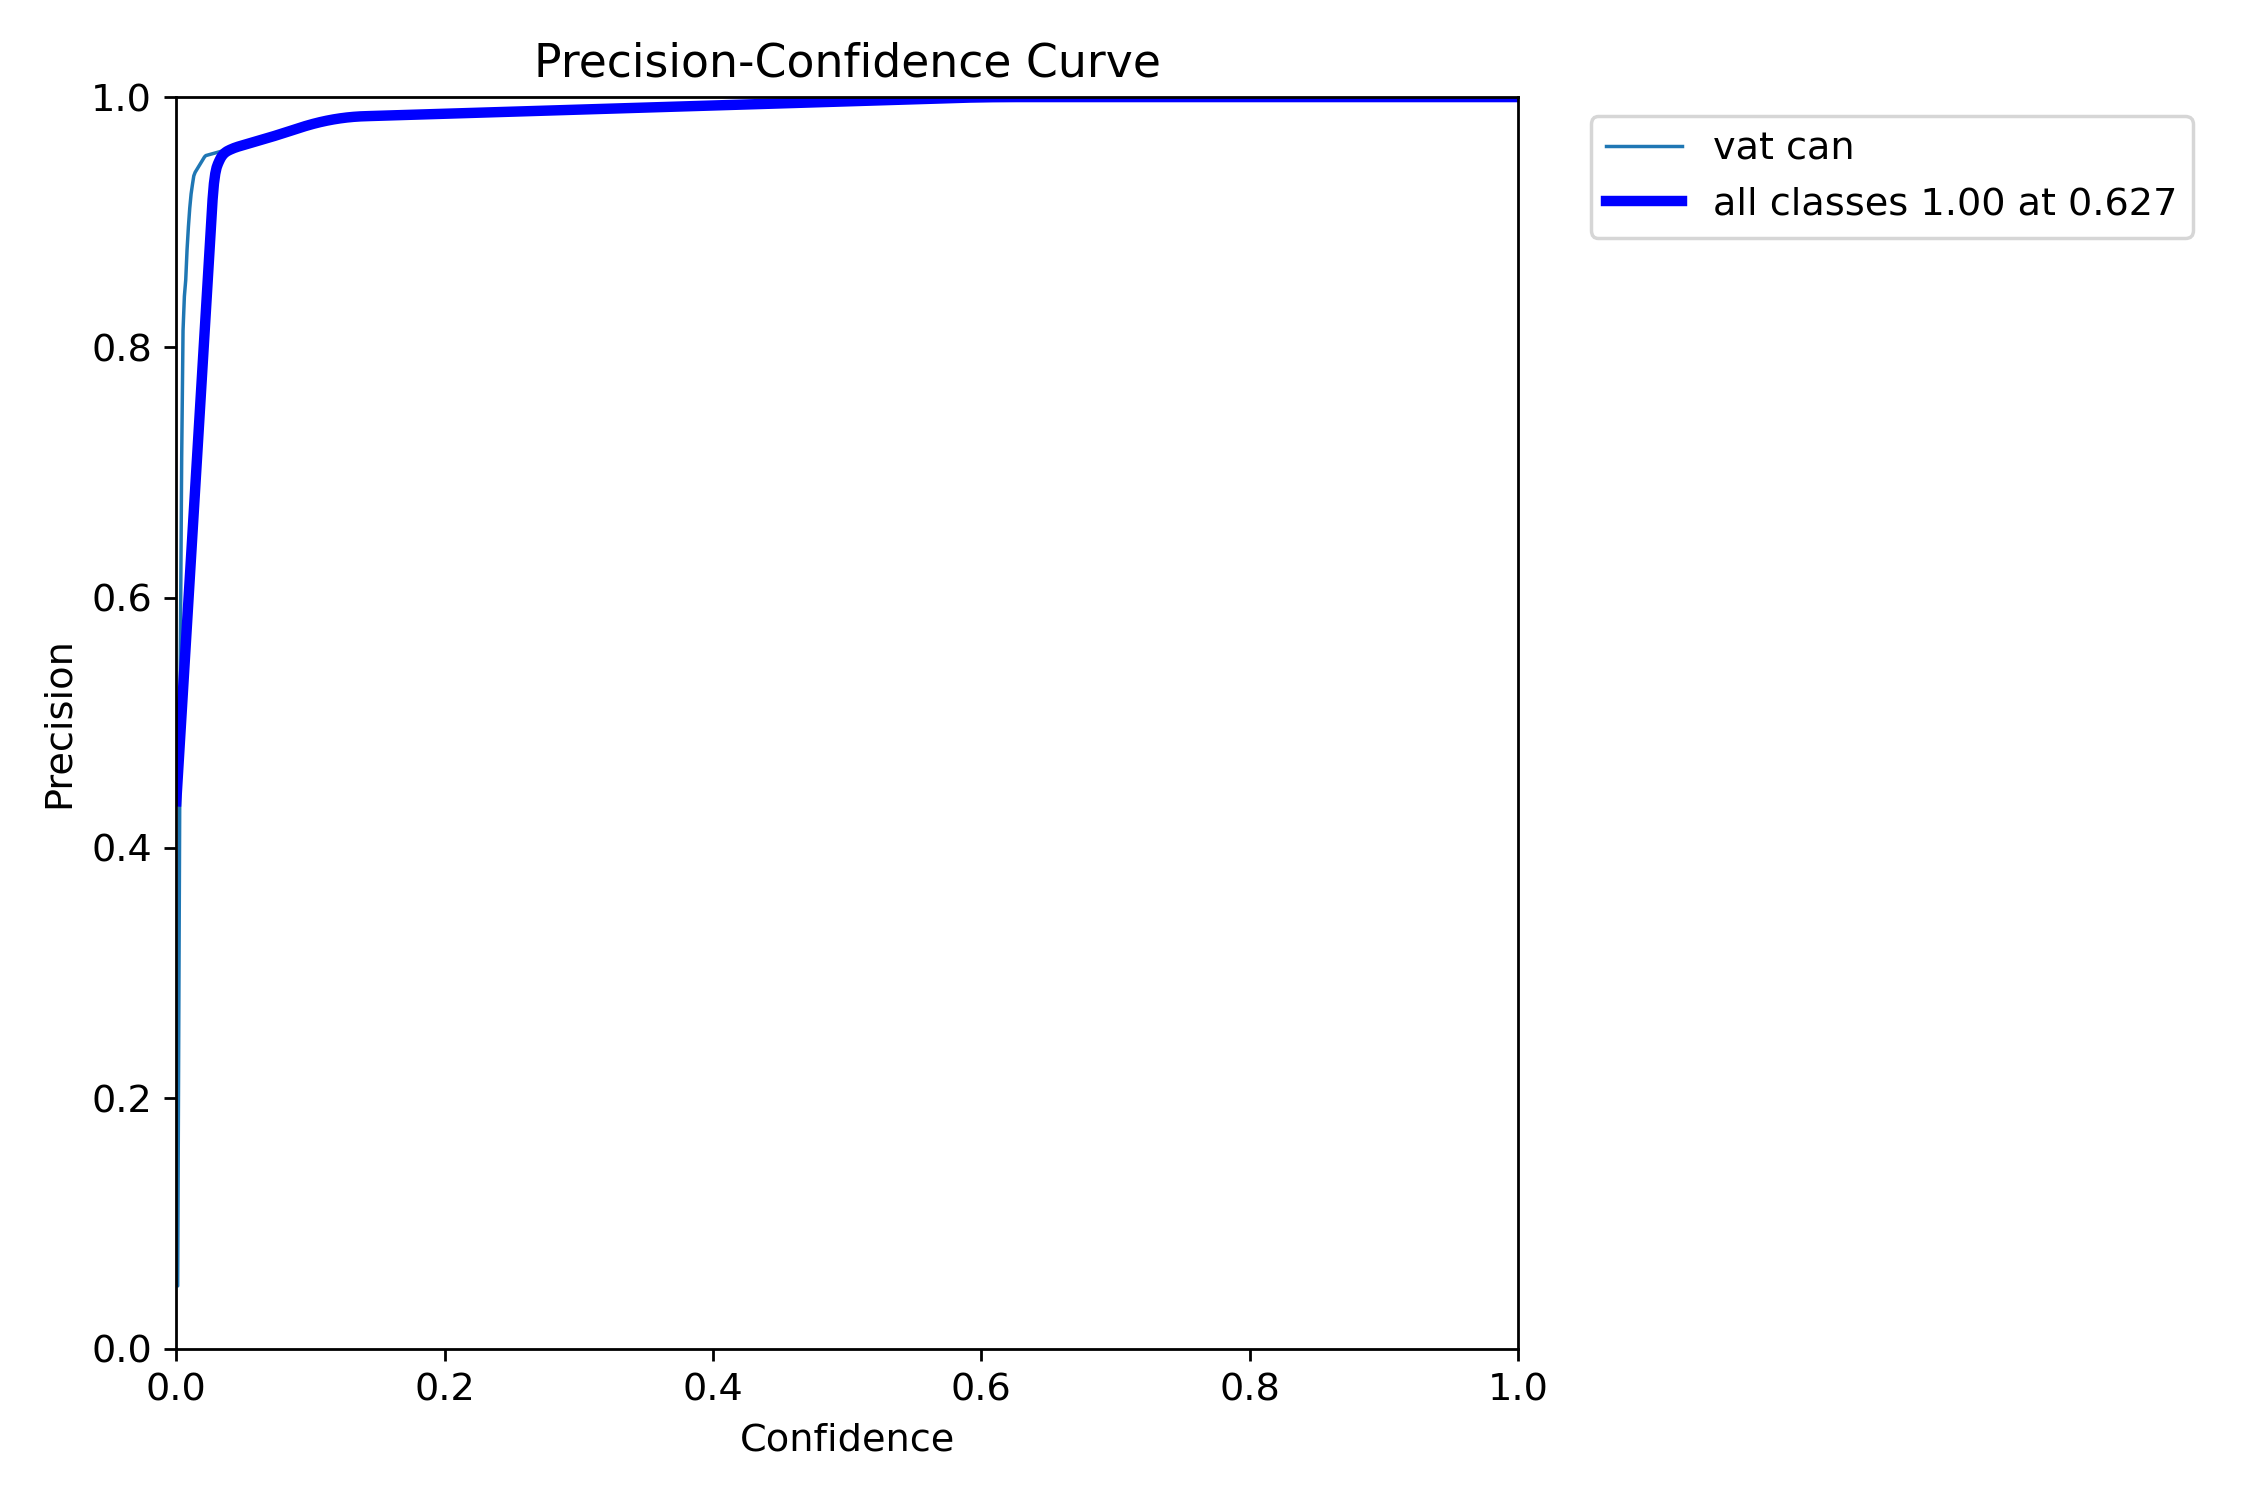 Precision-Confidence Curve
1.0
0.8
0.6
0.4
0.2
0.0
Precision
0.0 0.2 0.4 0.6 0.8 1.0
Confidence
vat can
all classes 1.00 at 0.627